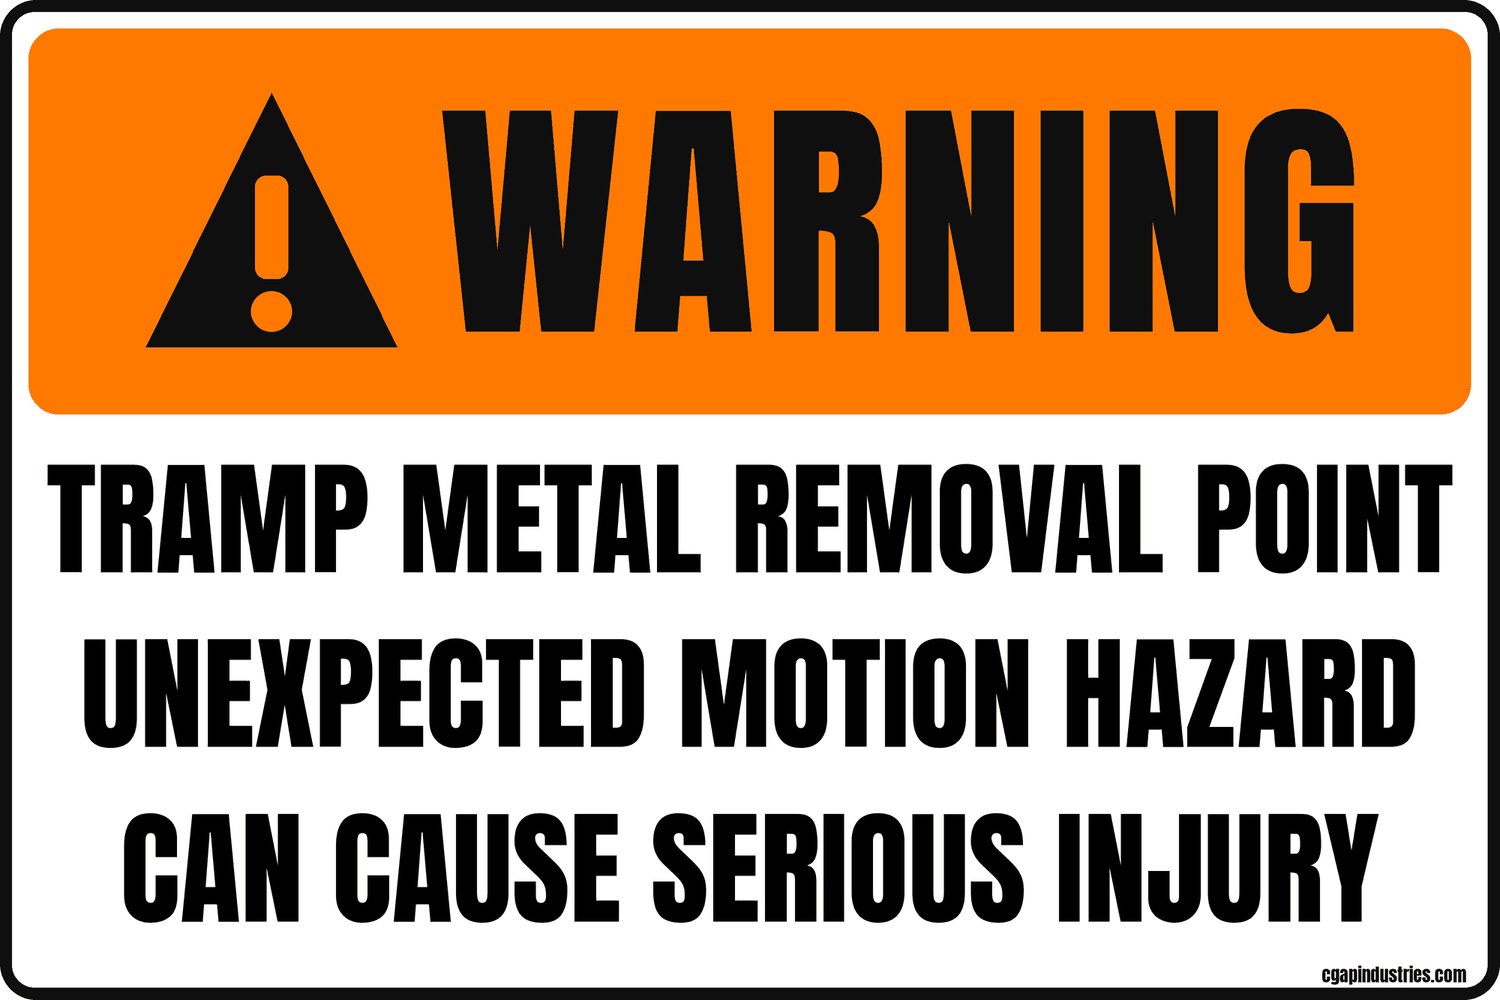 WARNING
TRAMP METAL REMOVAL POINT
UNEXPECTED MOTION HAZARD
CAN CAUSE SERIOUS INJURY
cgapindustries.com